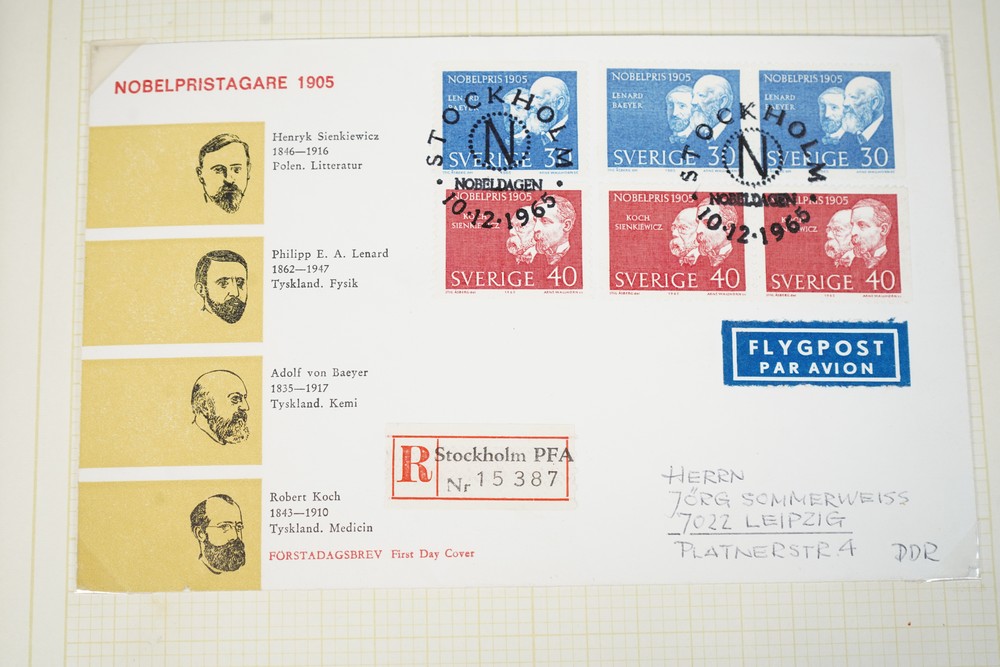 NOBELPRISTAGARE 1905
Henryk Sienkiewicz
1846—1916
Polen. Litteratur
Philipp E. A. Lenard
1862—1947
Tyskland. Fysik
Adolf von Baeyer
1835—1917
Tyskland. Kemi
Robert Koch
1843—1910
Tyskland. Medicin
FÖRSTADAGSBREV First Day Cover
NOBELPRIS 1905
LENARD
BAEYER
SVERIGE 30
NOBELPRIS 1905
LENARD
BAEYER
SVERIGE 30
NOBELPRIS 1905
LENARD
BAEYER
SVERIGE 30
STOCKHOLM
N
NOBELDAGEN
10.12.1965
STOCKHOLM
N
NOBELDAGEN
10.12.1965
NOBELPRIS 1905
KOCH
SIENKIEWICZ
SVERIGE 40
NOBELPRIS 1905
KOCH
SIENKIEWICZ
SVERIGE 40
1905
SVERIGE 40
FLYGPOST
PAR AVION
R Stockholm PFA
Nr 15 387
HERRN
JÖRG SOMMERWEISS
7022 LEIPZIG
PLATNERSTR. 4 DDR